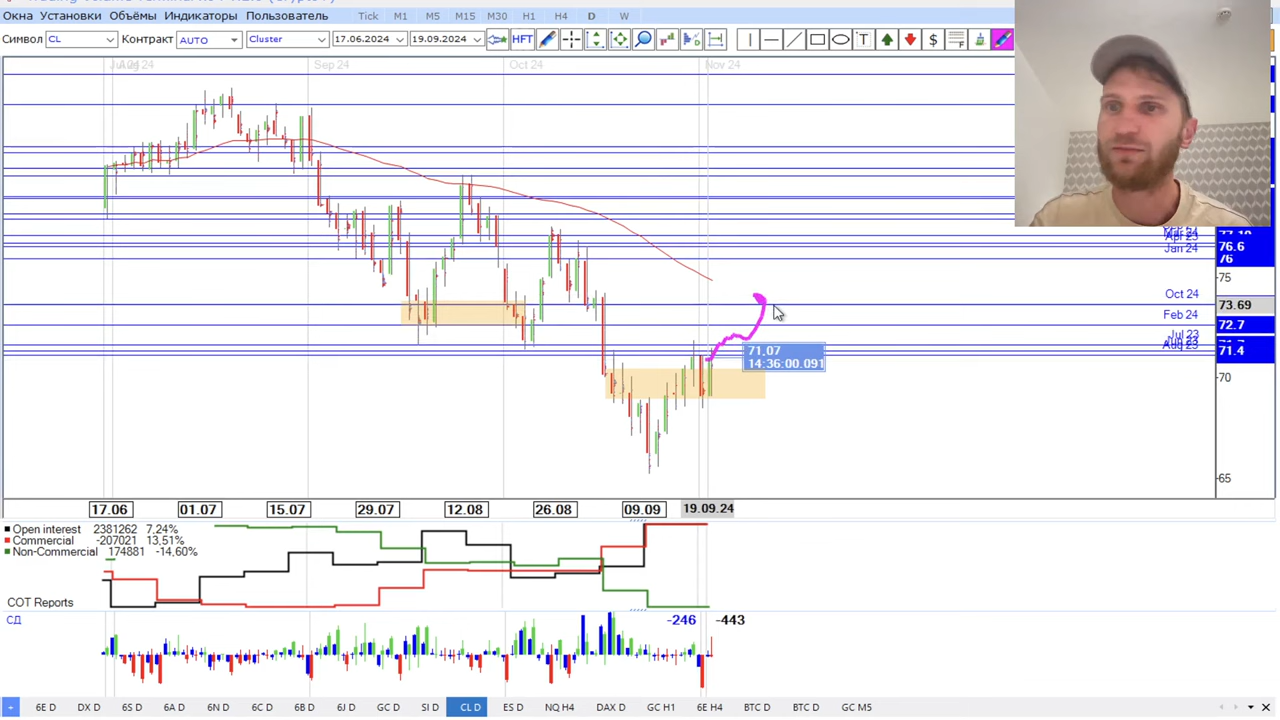 Окна Установки Объёмы Индикаторы Пользователь Tick M1 M5 M15 M30 H1 H4 D W
Символ CL Контракт AUTO Cluster 17.06.2024 19.09.2024 HFT T $ F
Sep 24 Oct 24 Nov 24
77.19
Apr 23
Jan 24 76.6
76
75
Oct 24 73.69
Feb 24 72.7
Jul 23
Aug 23 71.4
71.07
14:36:00.091
70
65
17.06 01.07 15.07 29.07 12.08 26.08 09.09 19.09.24
Open interest 2381262 7,24%
Commercial -207021 13,51%
Non-Commercial 174881 -14,60%
COT Reports
СД -246 -443
+ 6E D DX D 6S D 6A D 6N D 6C D 6B D 6J D GC D SI D CL D ES D NQ H4 DAX D GC H1 6E H4 BTC D BTC D GC M5